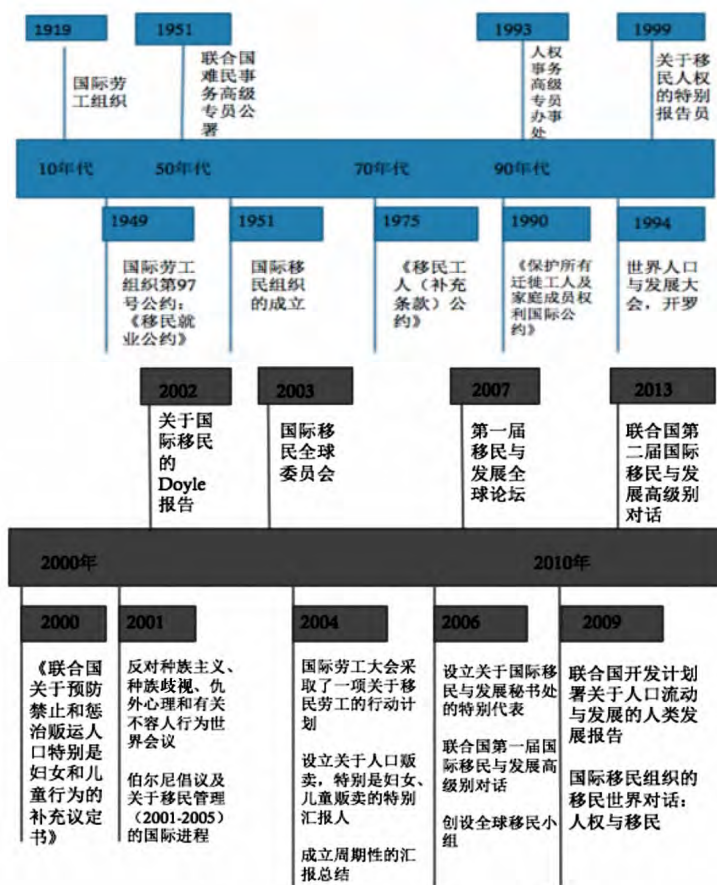 1919
国际劳
工组织
1951
联合国
难民事
务高级
专员公
署
1993
人权
事务
高级
专员
办事
处
1999
关于移
民人权
的特别
报告员
10年代
50年代
70年代
90年代
1949
国际劳工
组织第97
号公约：
《移民就
业公约》
1951
国际移
民组织
的成立
1975
《移民工
人（补充
条款）公
约》
1990
《保护所有
迁徙工人及
家庭成员权
利国际公
约》
1994
世界人口
与发展大
会，开罗
2002
关于国
际移民
的
Doyle
报告
2003
国际移
民全球
委员会
2007
第一届
移民与
发展全
球论坛
2013
联合国第
二届国际
移民与发
展高级别
对话
2000年
2010年
2000
《联合国
关于预防
禁止和惩
治贩运人
口特别是
妇女和儿
童行为的
补充议定
书》
2001
反对种族主义、
种族歧视、仇
外心理和有关
不容人行为世
界会议
伯尔尼倡议及
关于移民管理
（2001-2005）
的国际进程
2004
国际劳工大会采
取了一项关于移
民劳工的行动计
划
设立关于人口贩
卖，特别是妇女、
儿童贩卖的特别
汇报人
成立周期性的汇
报总结
2006
设立关于国际移
民与发展秘书处
的特别代表
联合国第一届国
际移民与发展高
级别对话
创设全球移民小
组
2009
联合国开发计划
署关于人口流动
与发展的人类发
展报告
国际移民组织的
移民世界对话：
人权与移民